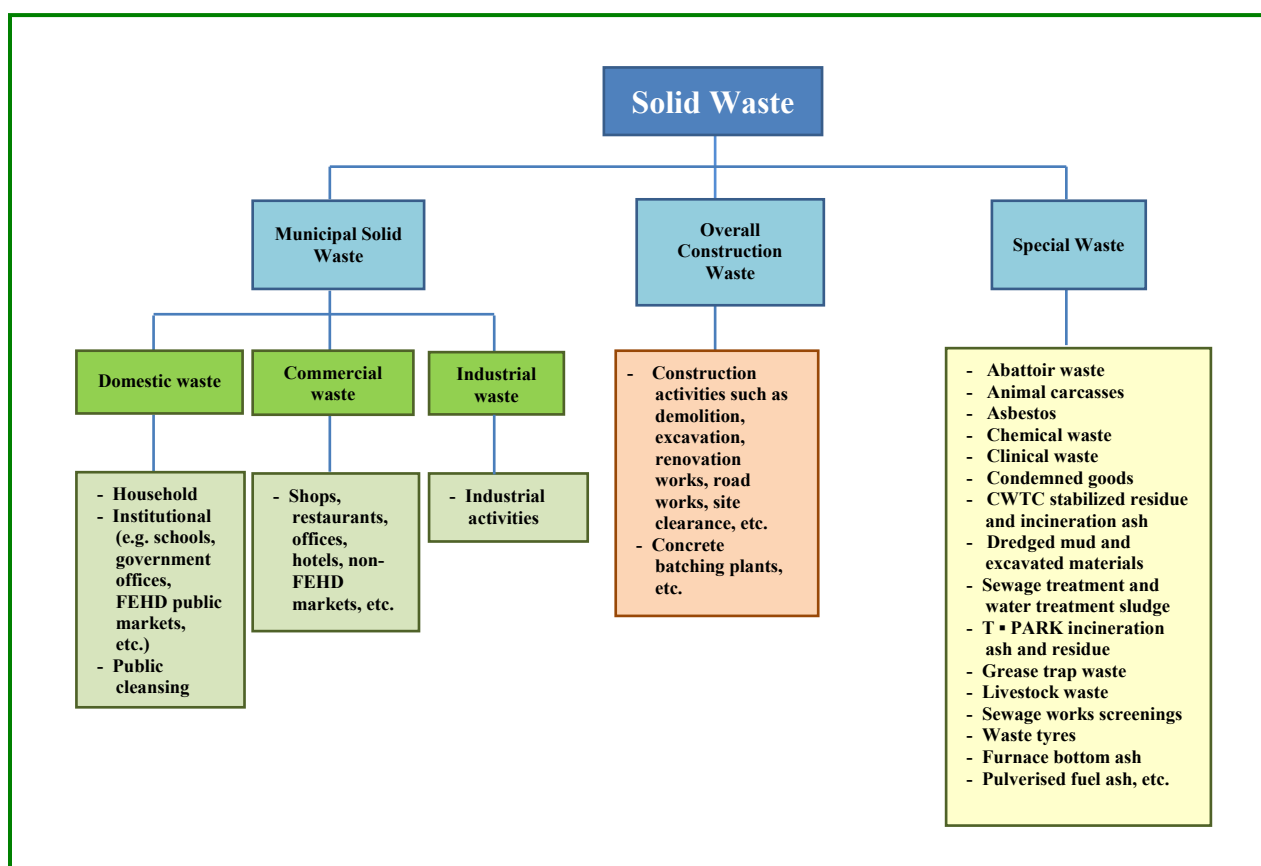 Solid Waste
Municipal Solid
Waste
Overall
Construction
Waste
Special Waste
Domestic waste
Commercial
waste
Industrial
waste
- Household
- Institutional
(e.g. schools,
government
offices,
FEHD public
markets,
etc.)
- Public
cleansing
- Shops,
restaurants,
offices,
hotels, non-
FEHD
markets, etc.
- Industrial
activities
- Construction
activities such as
demolition,
excavation,
renovation
works, road
works, site
clearance, etc.
- Concrete
batching plants,
etc.
- Abattoir waste
- Animal carcasses
- Asbestos
- Chemical waste
- Clinical waste
- Condemned goods
- CWTC stabilized residue
and incineration ash
- Dredged mud and
excavated materials
- Sewage treatment and
water treatment sludge
- T ▪ PARK incineration
ash and residue
- Grease trap waste
- Livestock waste
- Sewage works screenings
- Waste tyres
- Furnace bottom ash
- Pulverised fuel ash, etc.